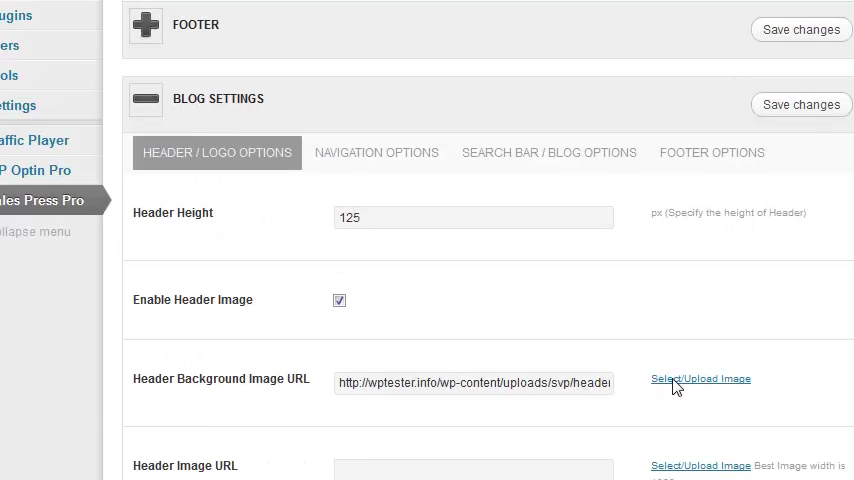 ugins
ers
ols
ettings
affic Player
P Optin Pro
ales Press Pro
ollapse menu
FOOTER
Save changes
BLOG SETTINGS
Save changes
HEADER / LOGO OPTIONS
NAVIGATION OPTIONS
SEARCH BAR / BLOG OPTIONS
FOOTER OPTIONS
Header Height
125
px (Specify the height of Header)
Enable Header Image
Header Background Image URL
http://wptester.info/wp-content/uploads/svp/header
Select/Upload Image
Header Image URL
Select/Upload Image Best Image width is